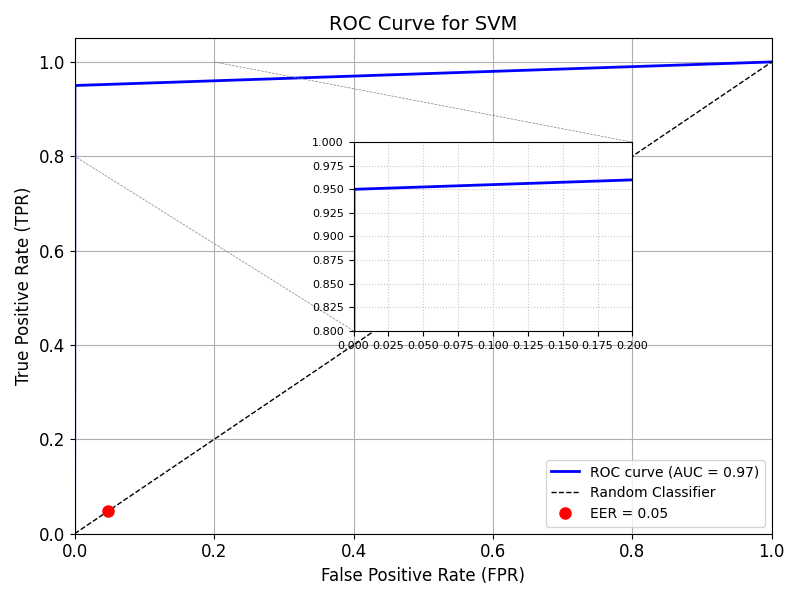 ROC Curve for SVM
True Positive Rate (TPR)
1.0
0.8
0.6
0.4
0.2
0.0
1.000
0.975
0.950
0.925
0.900
0.875
0.850
0.825
0.800
0.000 0.025 0.050 0.075 0.100 0.125 0.150 0.175 0.200
ROC curve (AUC = 0.97)
Random Classifier
EER = 0.05
0.0 0.2 0.4 0.6 0.8 1.0
False Positive Rate (FPR)